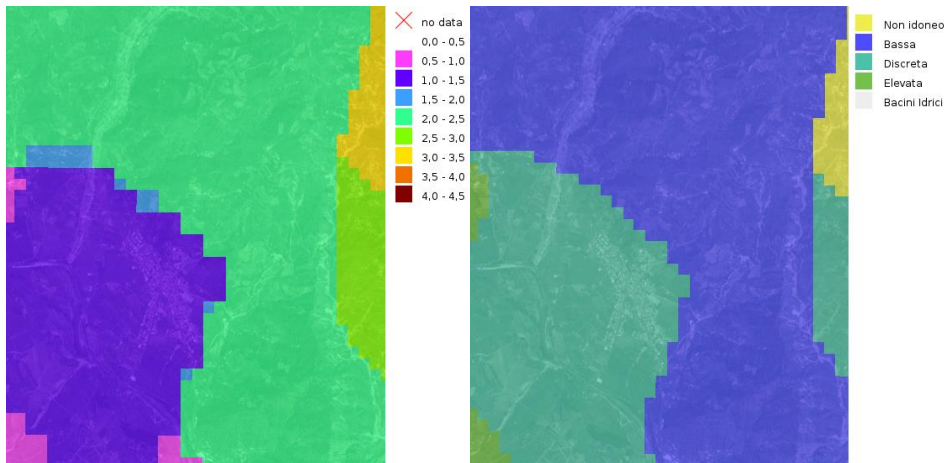 no data
0,0 - 0,5
0,5 - 1,0
1,0 - 1,5
1,5 - 2,0
2,0 - 2,5
2,5 - 3,0
3,0 - 3,5
3,5 - 4,0
4,0 - 4,5
Non idoneo
Bassa
Discreta
Elevata
Bacini Idrici